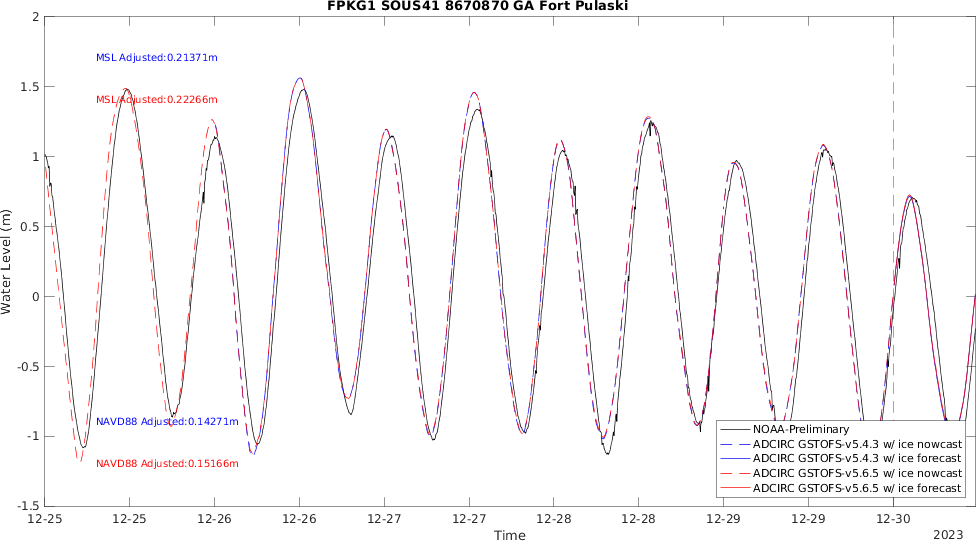 FPKG1 SOUS41 8670870 GA Fort Pulaski
2
MSL Adjusted:0.21371m
1.5
MSL Adjusted:0.22266m
1
0.5
Water Level (m)
0
-0.5
NAVD88 Adjusted:0.14271m
-1
NAVD88 Adjusted:0.15166m
-1.5
NOAA-Preliminary
ADCIRC GSTOFS-v5.4.3 w/ ice nowcast
ADCIRC GSTOFS-v5.4.3 w/ ice forecast
ADCIRC GSTOFS-v5.6.5 w/ ice nowcast
ADCIRC GSTOFS-v5.6.5 w/ ice forecast
12-25 12-25 12-26 12-26 12-27 12-27 12-28 12-28 12-29 12-29 12-30
Time
2023